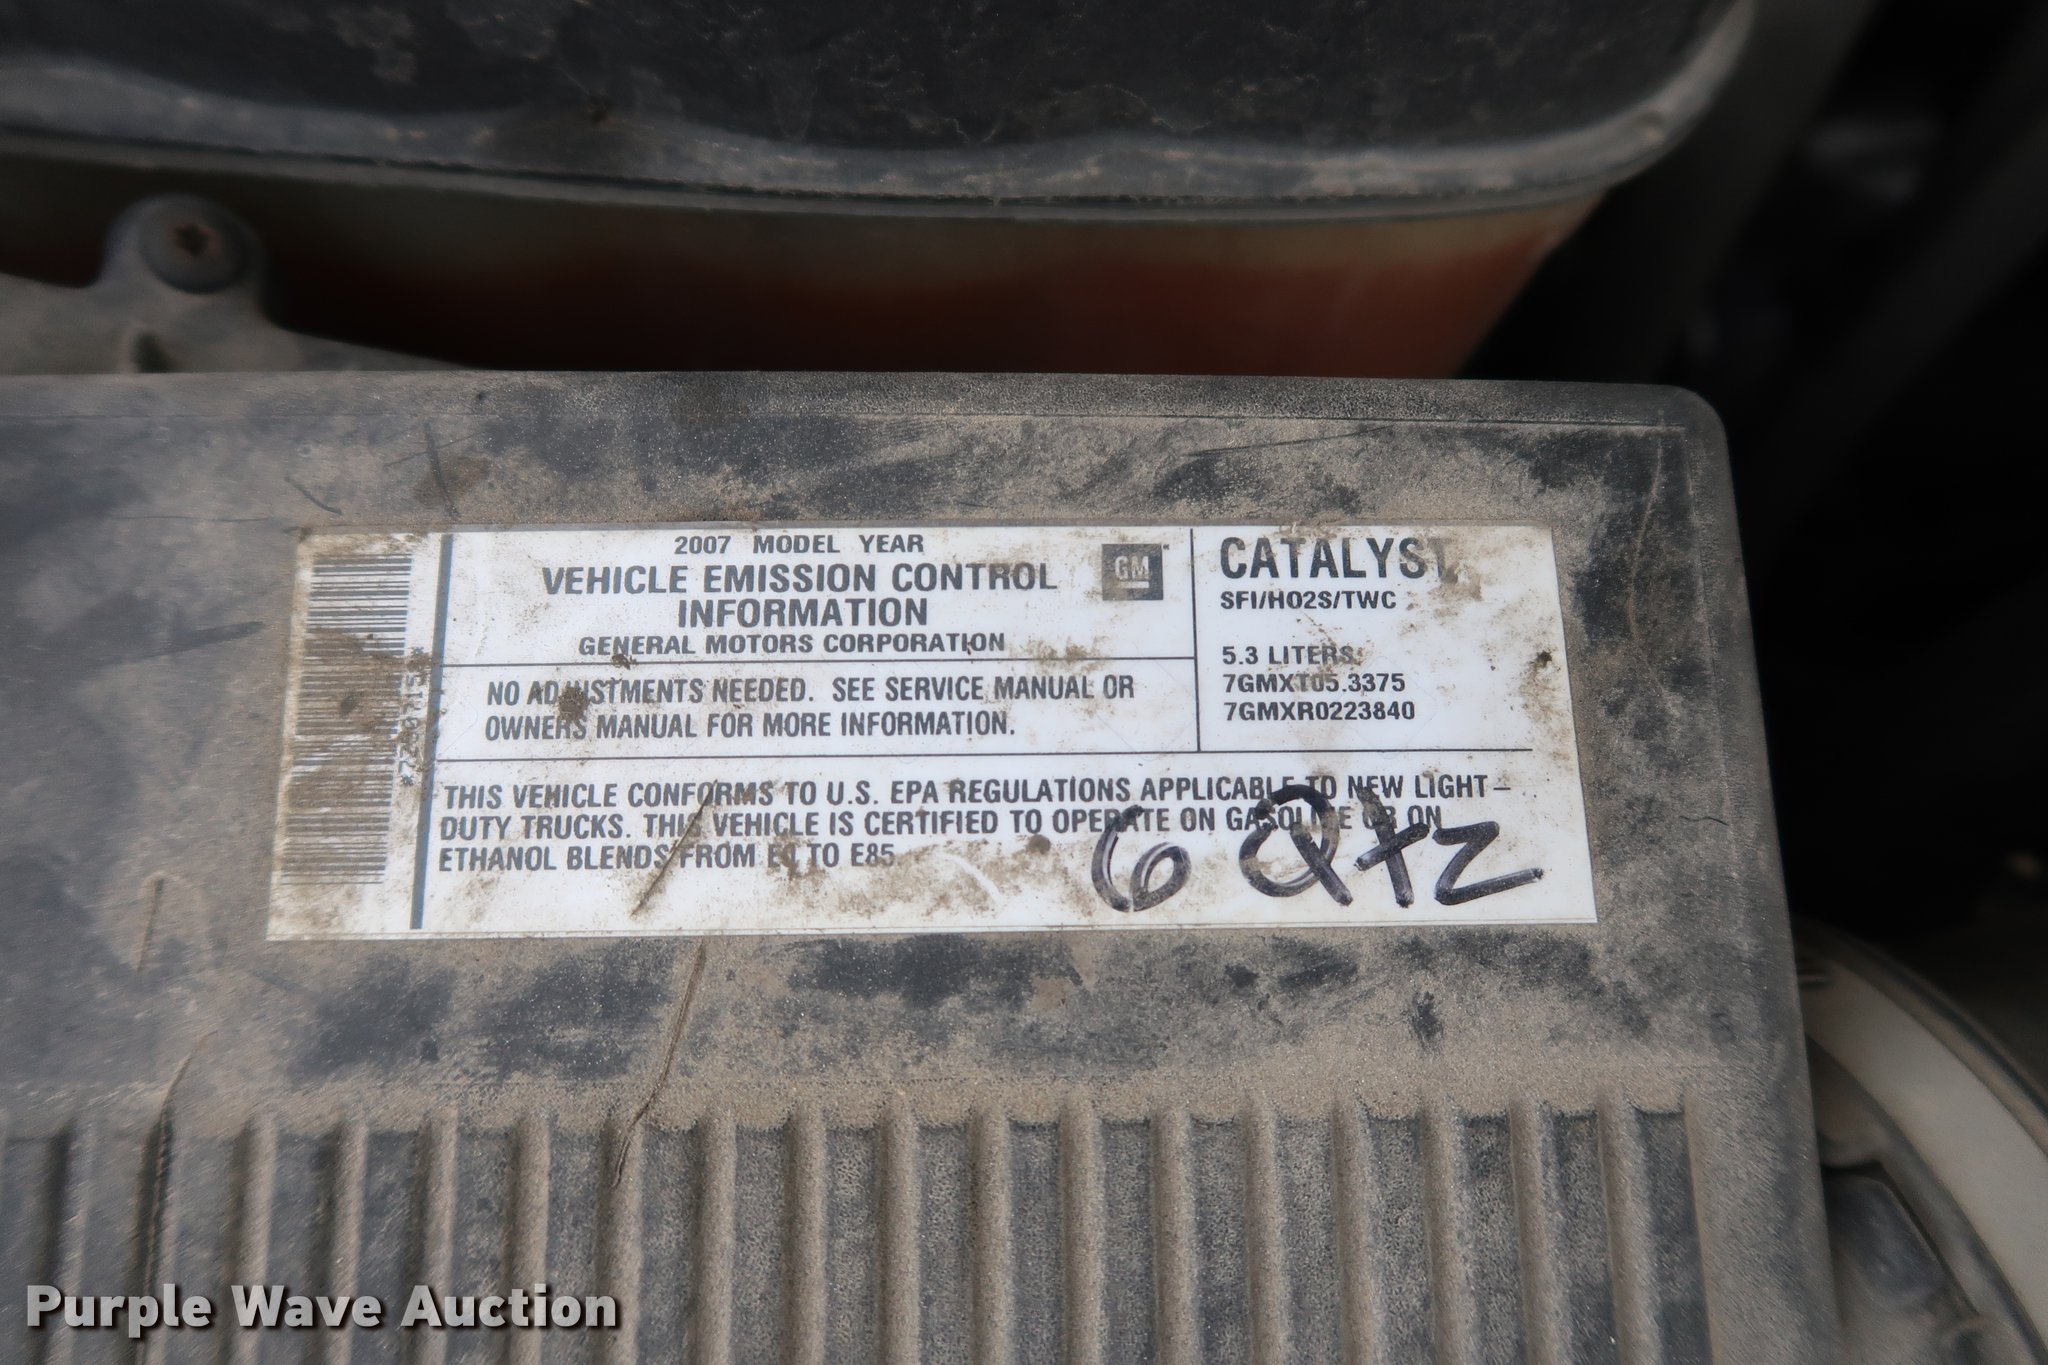 2007 MODEL YEAR
VEHICLE EMISSION CONTROL
INFORMATION
GENERAL MOTORS CORPORATION
GM
CATALYST
SFI/HO2S/TWC
5.3 LITERS
7GMXT05.3375
7GMXR0223840
NO ADJUSTMENTS NEEDED. SEE SERVICE MANUAL OR
OWNERS MANUAL FOR MORE INFORMATION.
THIS VEHICLE CONFORMS TO U.S. EPA REGULATIONS APPLICABLE TO NEW LIGHT-
DUTY TRUCKS. THIS VEHICLE IS CERTIFIED TO OPERATE ON GASOLINE OR ON
ETHANOL BLENDS FROM E0 TO E85.
6 Qtz
Purple Wave Auction